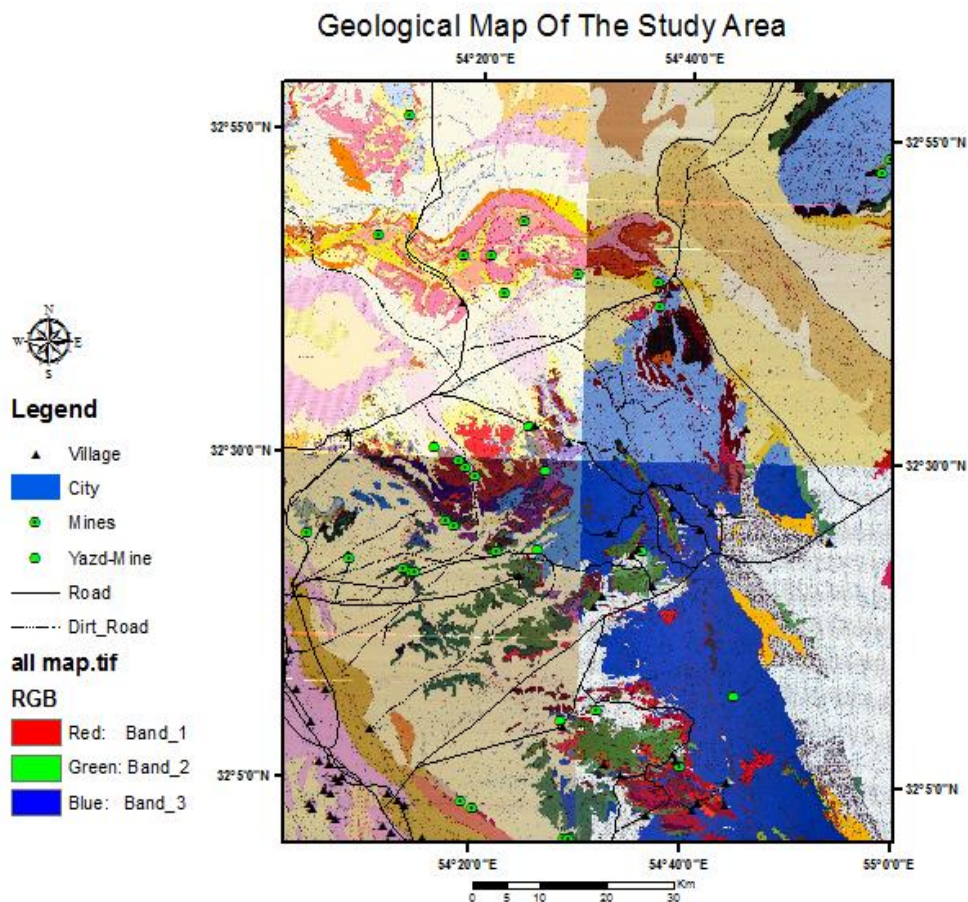 Geological Map Of The Study Area
54°20'0"E 54°40'0"E
32°55'0"N 32°55'0"N
N
W E
S
Legend
Village
City
Mines
Yazd-Mine
Road
Dirt_Road
all map.tif
RGB
Red: Band_1
Green: Band_2
Blue: Band_3
32°30'0"N 32°30'0"N
32°5'0"N 32°5'0"N
54°20'0"E 54°40'0"E 55°0'0"E
Km
0 5 10 20 30